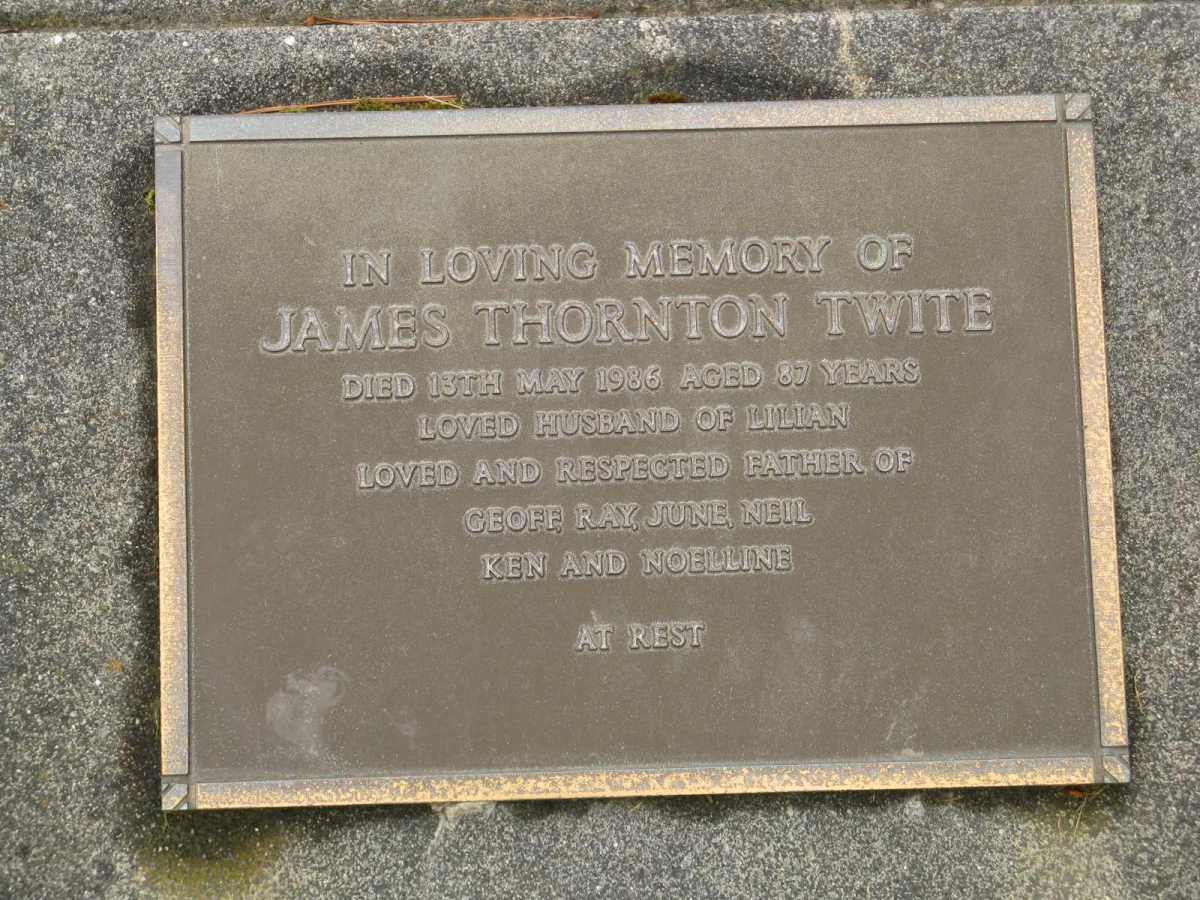 IN LOVING MEMORY OF
JAMES THORNTON TWITE
DIED 13TH MAY 1986 AGED 87 YEARS
LOVED HUSBAND OF LILIAN
LOVED AND RESPECTED FATHER OF
GEOFF, RAY, JUNE, NEIL
KEN AND NOELLINE
AT REST